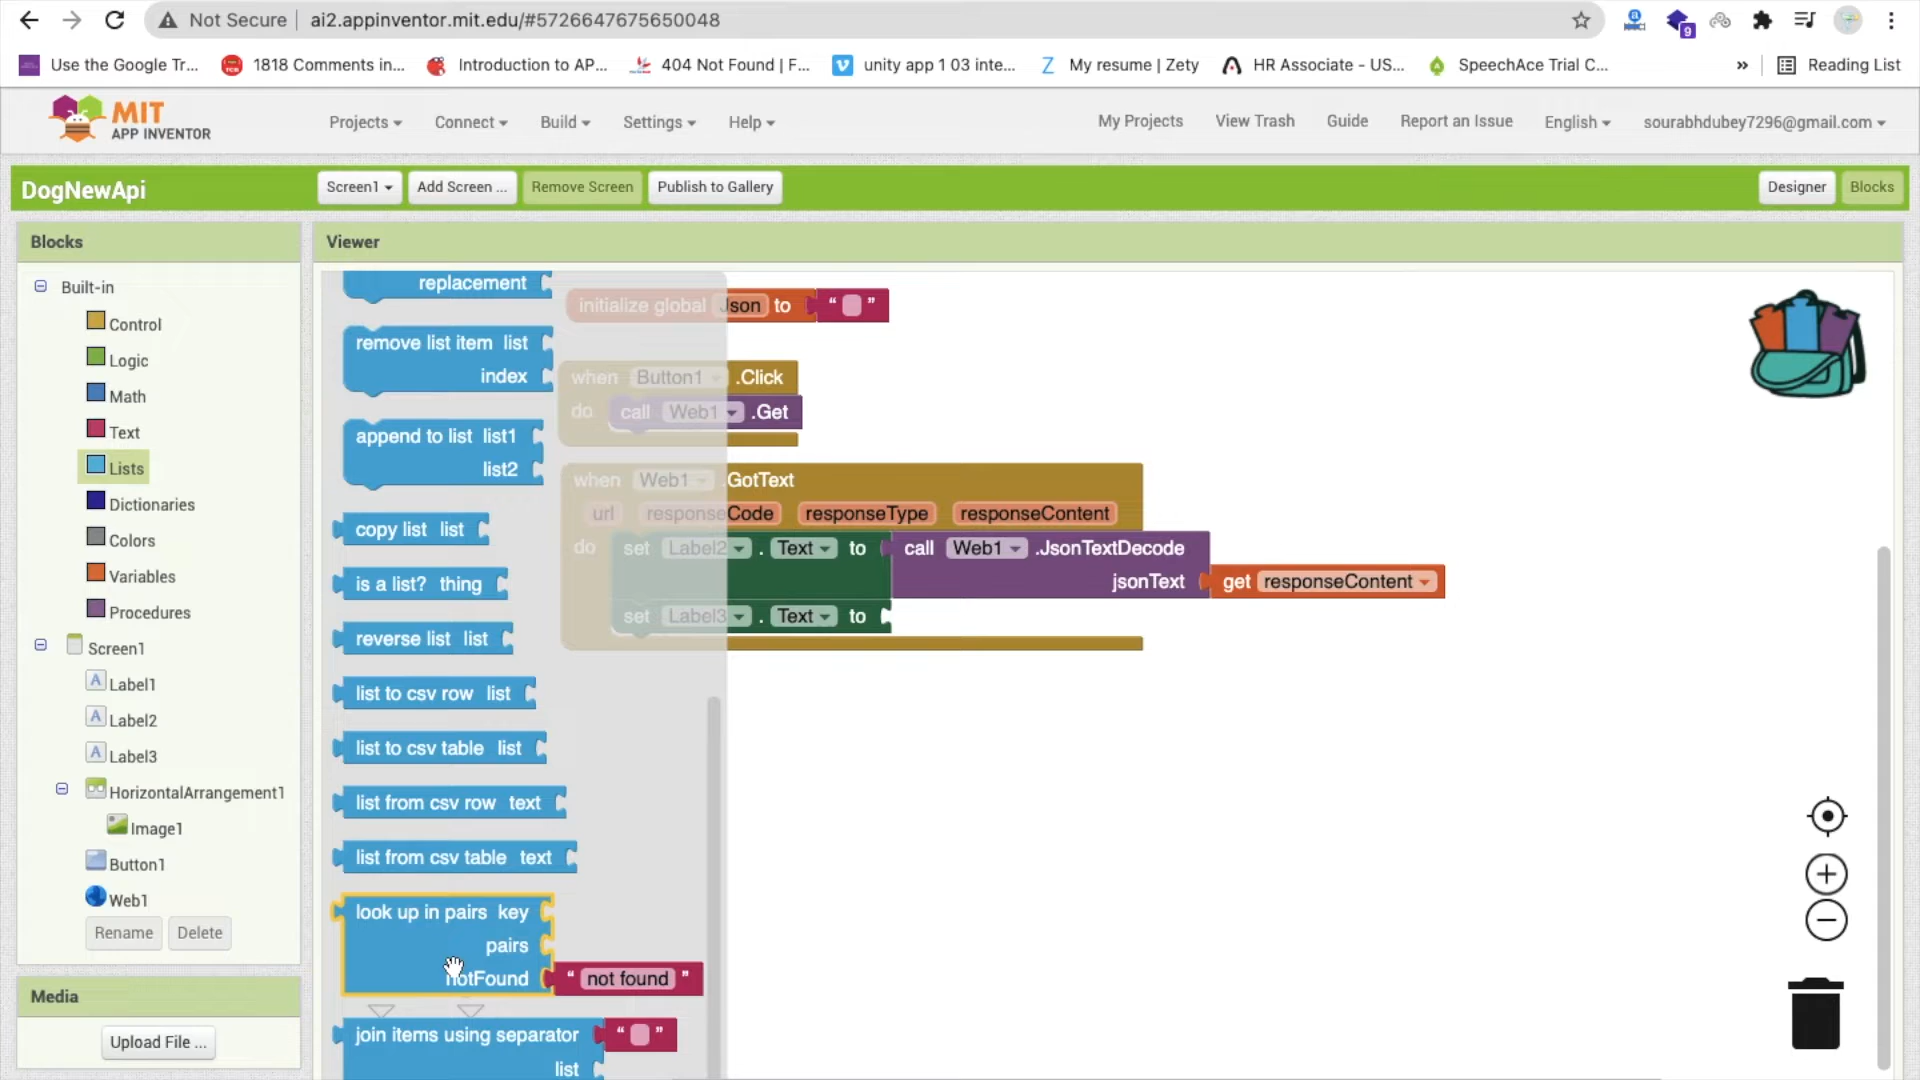 Not Secure
ai2.appinventor.mit.edu/#5726647675650048
9
Use the Google Tr...
1818 Comments in...
Introduction to AP...
404 Not Found | F...
unity app 1 03 inte...
My resume | Zety
HR Associate - US...
SpeechAce Trial C...
»
Reading List
MIT
APP INVENTOR
Projects
Connect
Build
Settings
Help
My Projects
View Trash
Guide
Report an Issue
English
sourabhdubey7296@gmail.com
DogNewApi
Screen1
Add Screen ...
Remove Screen
Publish to Gallery
Designer
Blocks
Blocks
Built-in
Control
Logic
Math
Text
Lists
Dictionaries
Colors
Variables
Procedures
Screen1
Label1
Label2
Label3
HorizontalArrangement1
Image1
Button1
Web1
Rename
Delete
Media
Upload File ...
Viewer
replacement
remove list item list
index
append to list list1
list2
copy list list
is a list? thing
reverse list list
list to csv row list
list to csv table list
list from csv row text
list from csv table text
look up in pairs key
pairs
notFound " not found "
join items using separator " "
list
initialize global Json to " "
when Button1 .Click
do call Web1 .Get
when Web1 .GotText
url responseCode responseType responseContent
do set Label2 . Text to call Web1 .JsonTextDecode
jsonText get responseContent
set Label3 . Text to